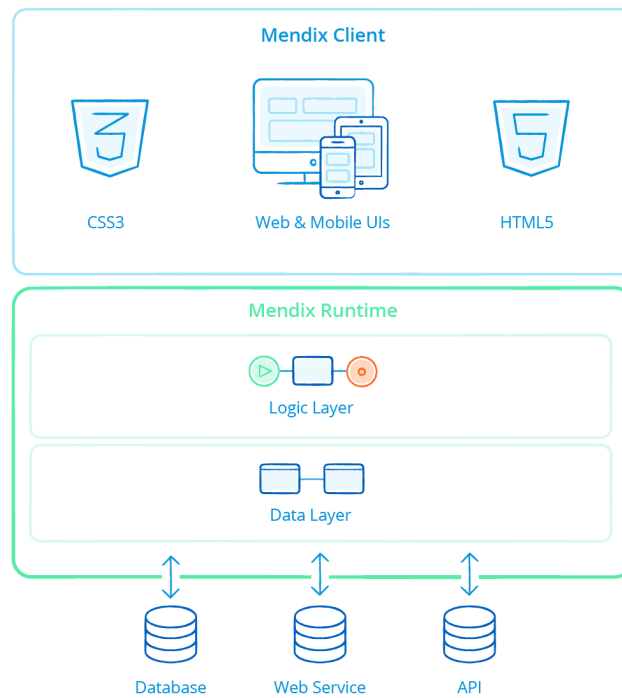 Mendix Client
CSS3
Web & Mobile UIs
HTML5
Mendix Runtime
Logic Layer
Data Layer
Database
Web Service
API